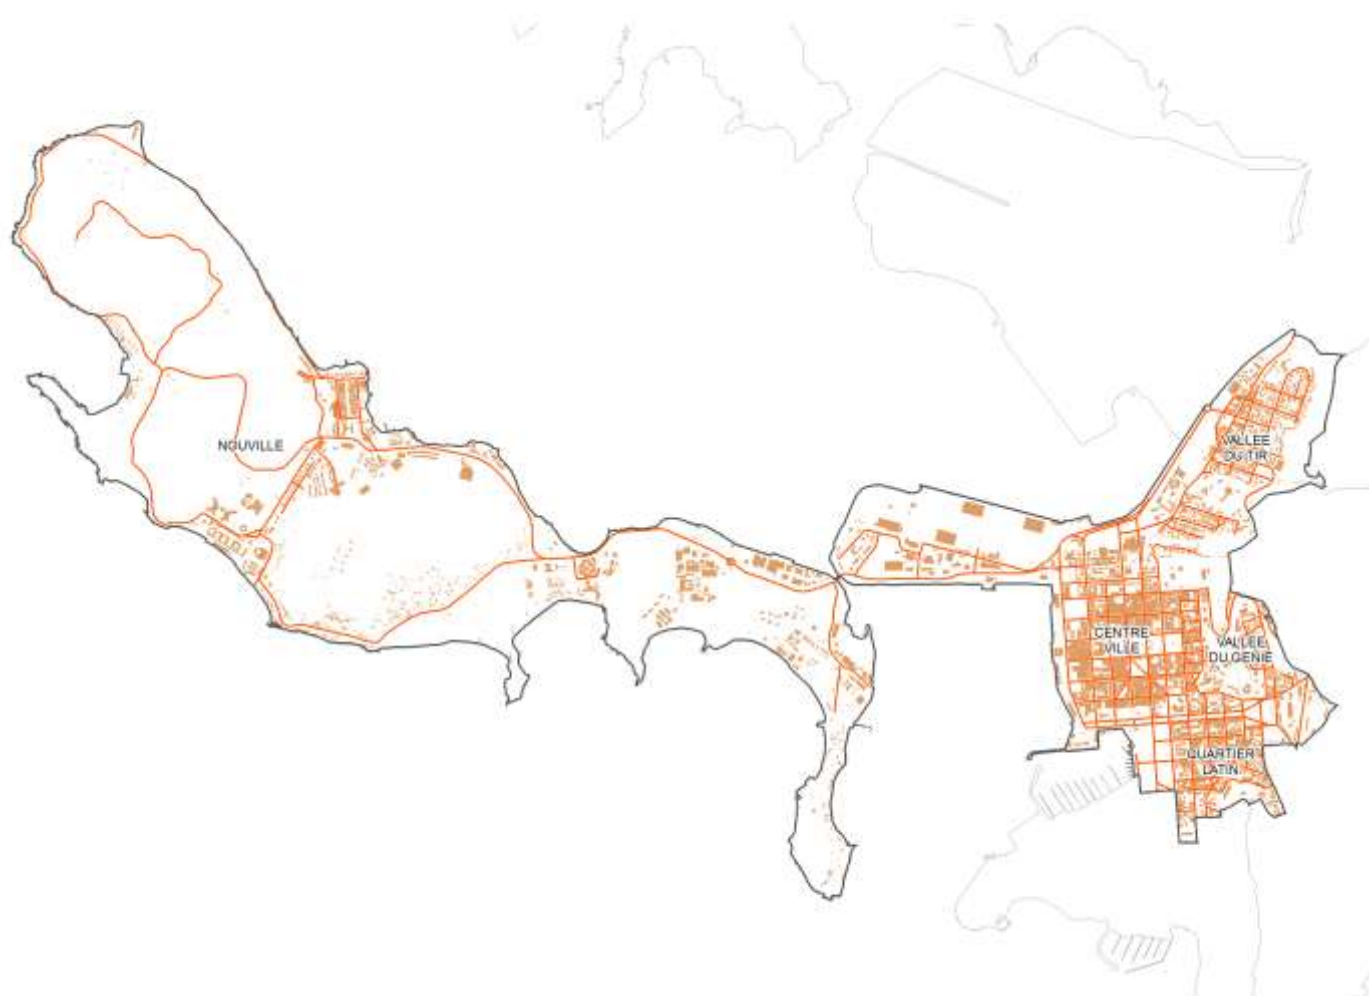 NOUVILLE
VALLEE
DU TIR
CENTRE
VILLE
VALLEE
DU GENIE
QUARTIER
LATIN